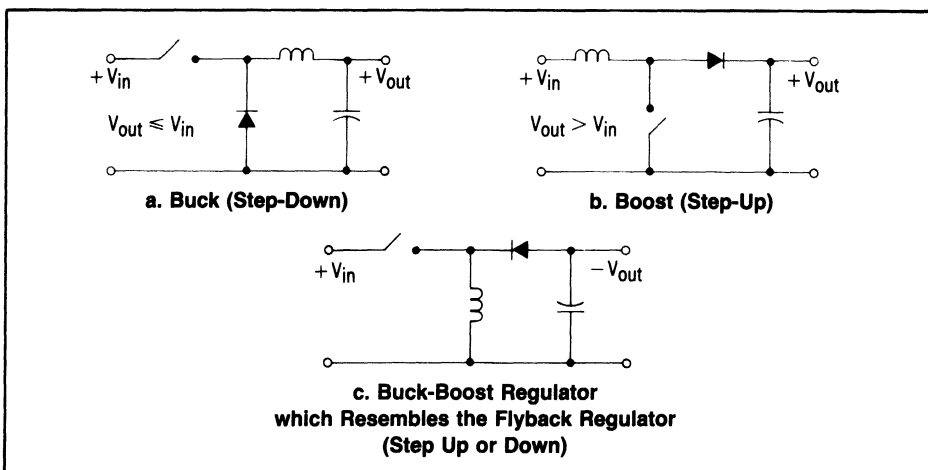 + Vin
+ Vout
Vout ≤ Vin
a. Buck (Step-Down)
+ Vin
+ Vout
Vout > Vin
b. Boost (Step-Up)
+ Vin
− Vout
c. Buck-Boost Regulator
which Resembles the Flyback Regulator
(Step Up or Down)